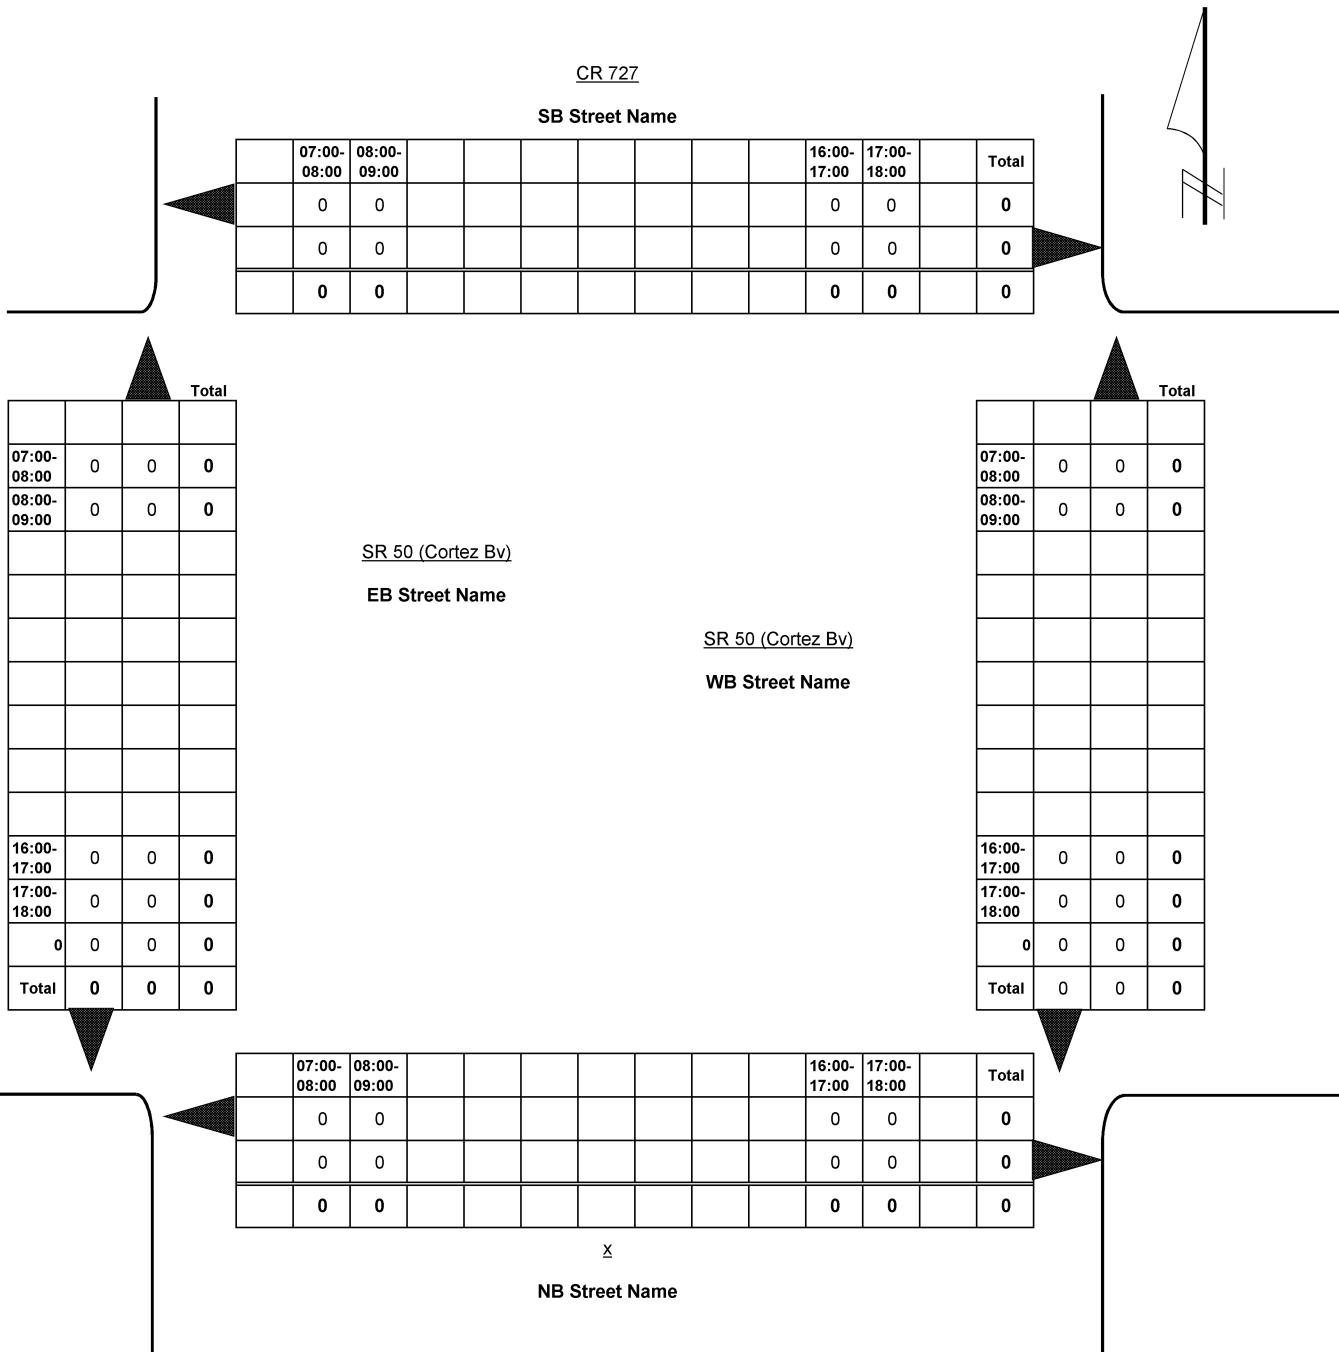 CR 727
SB Street Name
07:00-08:00 08:00-09:00 16:00-17:00 17:00-18:00 Total
0 0 0 0 0
0 0 0 0 0
0 0 0 0 0
N
Total
07:00-08:00 0 0 0
08:00-09:00 0 0 0
16:00-17:00 0 0 0
17:00-18:00 0 0 0
0 0 0 0
Total 0 0 0
SR 50 (Cortez Bv)
EB Street Name
SR 50 (Cortez Bv)
WB Street Name
Total
07:00-08:00 0 0 0
08:00-09:00 0 0 0
16:00-17:00 0 0 0
17:00-18:00 0 0 0
0 0 0 0
Total 0 0 0
07:00-08:00 08:00-09:00 16:00-17:00 17:00-18:00 Total
0 0 0 0 0
0 0 0 0 0
0 0 0 0 0
x
NB Street Name